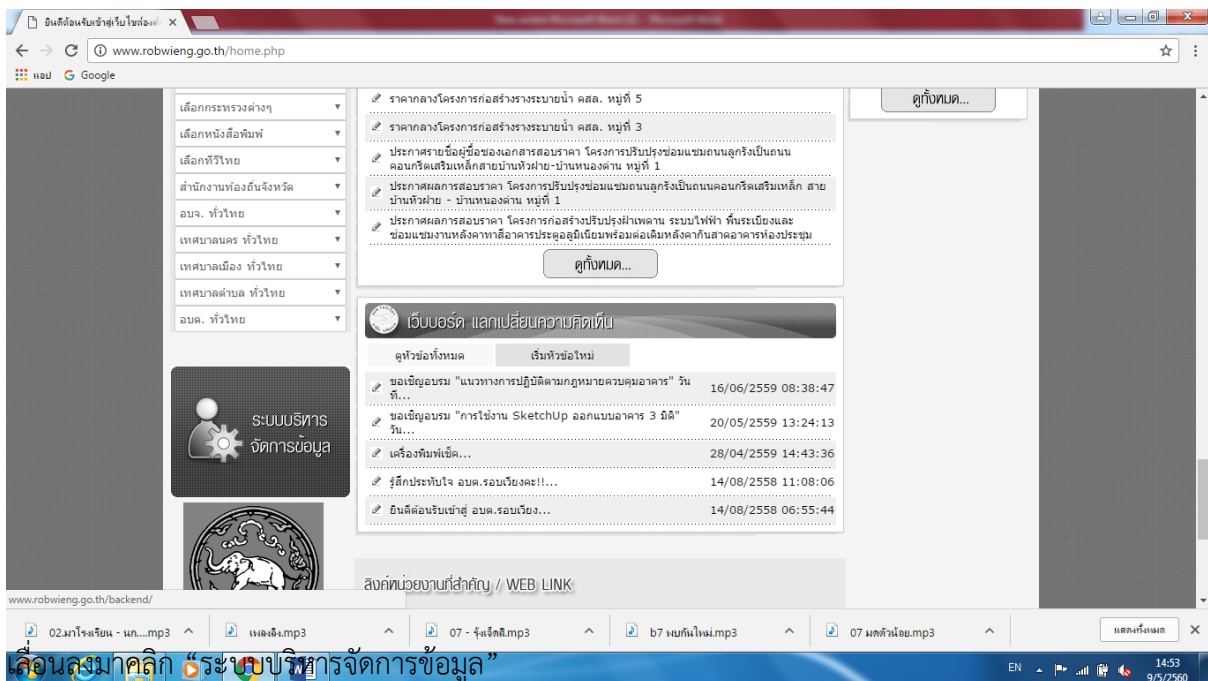 ยินดีต้อนรับเข้าสู่เว็บไซต์องค์
www.robwieng.go.th/home.php
แอป
Google
เลือกกระทรวงต่างๆ
เลือกหนังสือพิมพ์
เลือกทีวีไทย
สำนักงานท้องถิ่นจังหวัด
อบจ. ทั่วไทย
เทศบาลนคร ทั่วไทย
เทศบาลเมือง ทั่วไทย
เทศบาลตำบล ทั่วไทย
อบต. ทั่วไทย
ระบบบริหาร
จัดการข้อมูล
ราคากลางโครงการก่อสร้างรางระบายน้ำ คสล. หมู่ที่ 5
ราคากลางโครงการก่อสร้างรางระบายน้ำ คสล. หมู่ที่ 3
ประกาศรายชื่อผู้ซื้อซองเอกสารสอบราคา โครงการปรับปรุงซ่อมแซมถนนลูกรังเป็นถนน
คอนกรีตเสริมเหล็กสายบ้านหัวฝาย-บ้านหนองด่าน หมู่ที่ 1
ประกาศผลการสอบราคา โครงการปรับปรุงซ่อมแซมถนนลูกรังเป็นถนนคอนกรีตเสริมเหล็ก สาย
บ้านหัวฝาย - บ้านหนองด่าน หมู่ที่ 1
ประกาศผลการสอบราคา โครงการก่อสร้างปรับปรุงฝ้าเพดาน ระบบไฟฟ้า พื้นระเบียงและ
ซ่อมแซมงานหลังคาทาสีอาคารประตูอลูมิเนียมพร้อมต่อเติมหลังคากันสาดอาคารห้องประชุม
ดูทั้งหมด...
ดูทั้งหมด...
เว็บบอร์ด แลกเปลี่ยนความคิดเห็น
ดูหัวข้อทั้งหมด
เริ่มหัวข้อใหม่
ขอเชิญอบรม "แนวทางการปฏิบัติตามกฎหมายควบคุมอาคาร" วัน
ที่... 16/06/2559 08:38:47
ขอเชิญอบรม "การใช้งาน SketchUp ออกแบบอาคาร 3 มิติ"
วัน... 20/05/2559 13:24:13
เครื่องพิมพ์เช็ค... 28/04/2559 14:43:36
รู้สึกประทับใจ อบต.รอบเวียงคะ!!... 14/08/2558 11:08:06
ยินดีต้อนรับเข้าสู่ อบต.รอบเวียง... 14/08/2558 06:55:44
ลิงก์หน่วยงานที่สำคัญ / WEB LINK
www.robwieng.go.th/backend/
02.มาโรงเรียน - นก....mp3
เพลงลิง.mp3
07 - รุ้งเจ็ดสี.mp3
b7 พบกันใหม่.mp3
07 มดตัวน้อย.mp3
แสดงทั้งหมด
เลื่อนลงมาคลิก “ระบบบริหารจัดการข้อมูล”
EN
14:53
9/5/2560